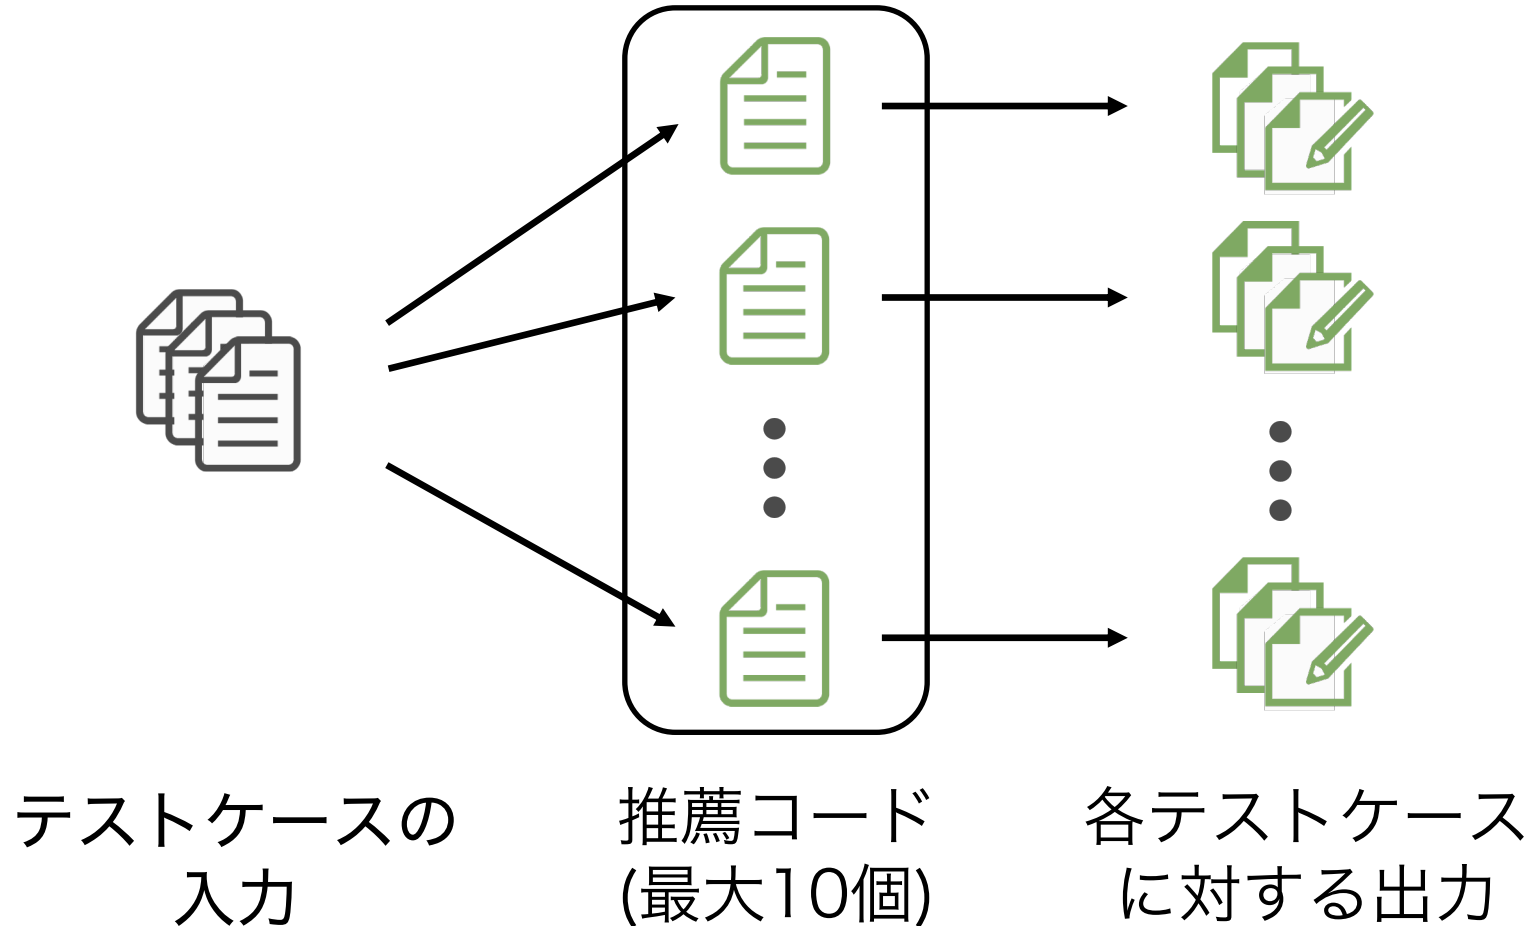 テストケースの
入力
推薦コード
(最大10個)
各テストケース
に対する出力